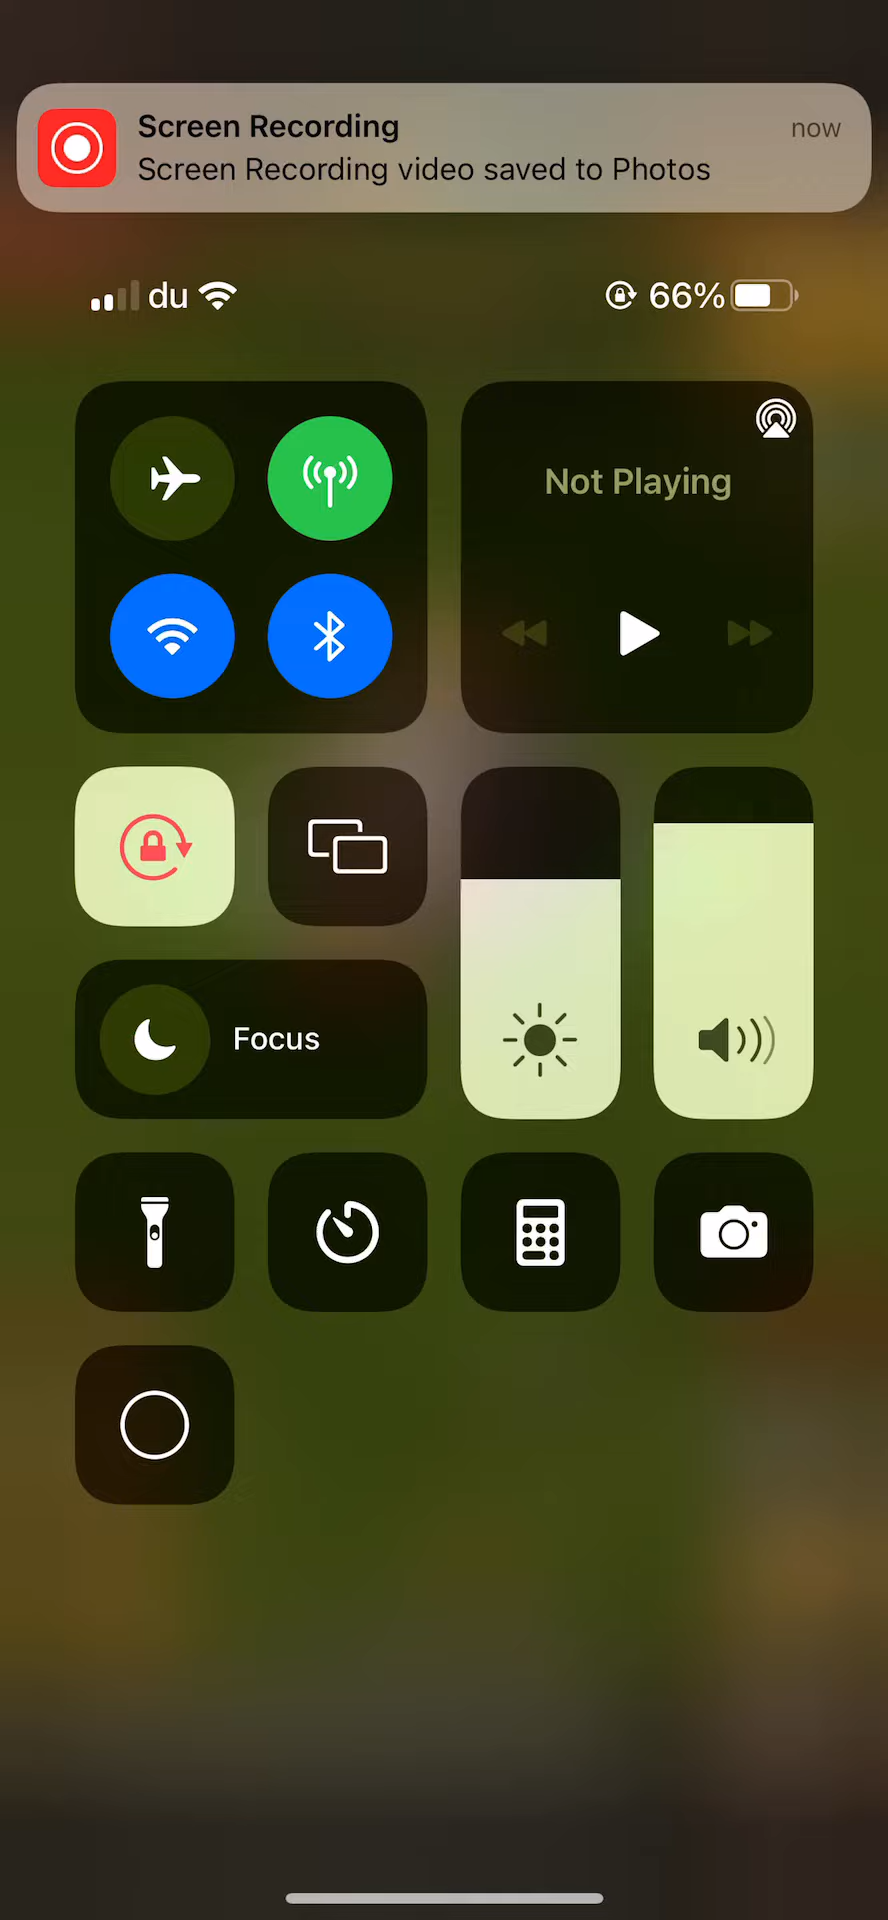 Screen Recording
now
Screen Recording video saved to Photos
du
66%
Not Playing
Focus